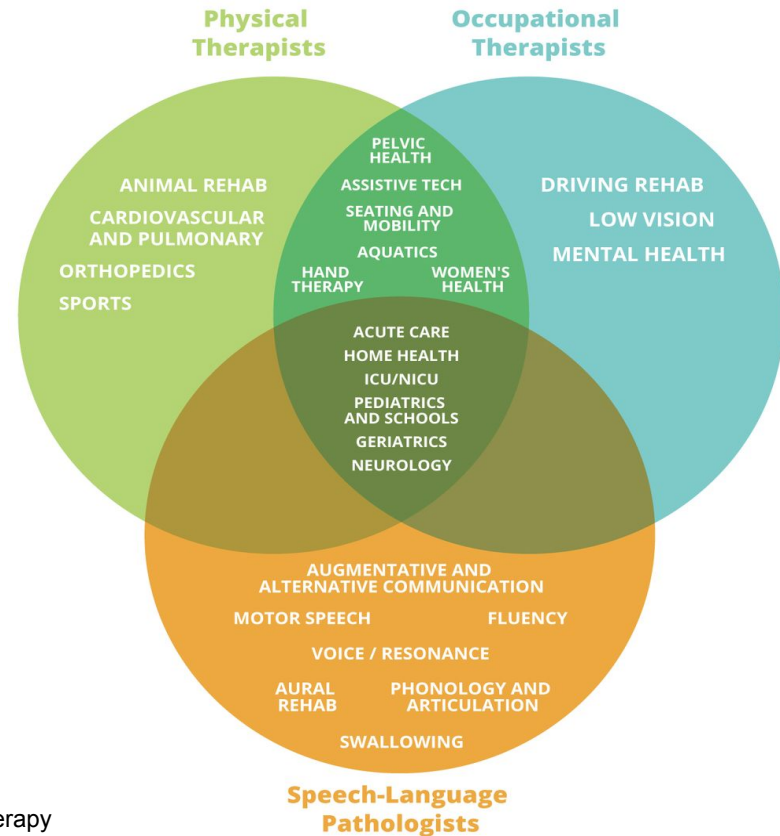 Physical
Therapists
Occupational
Therapists
PELVIC
HEALTH
ASSISTIVE TECH
SEATING AND
MOBILITY
AQUATICS
HAND
THERAPY
WOMEN'S
HEALTH
ANIMAL REHAB
CARDIOVASCULAR
AND PULMONARY
ORTHOPEDICS
SPORTS
DRIVING REHAB
LOW VISION
MENTAL HEALTH
ACUTE CARE
HOME HEALTH
ICU/NICU
PEDIATRICS
AND SCHOOLS
GERIATRICS
NEUROLOGY
AUGMENTATIVE AND
ALTERNATIVE COMMUNICATION
MOTOR SPEECH
FLUENCY
VOICE / RESONANCE
AURAL
REHAB
PHONOLOGY AND
ARTICULATION
SWALLOWING
Speech-Language
Pathologists